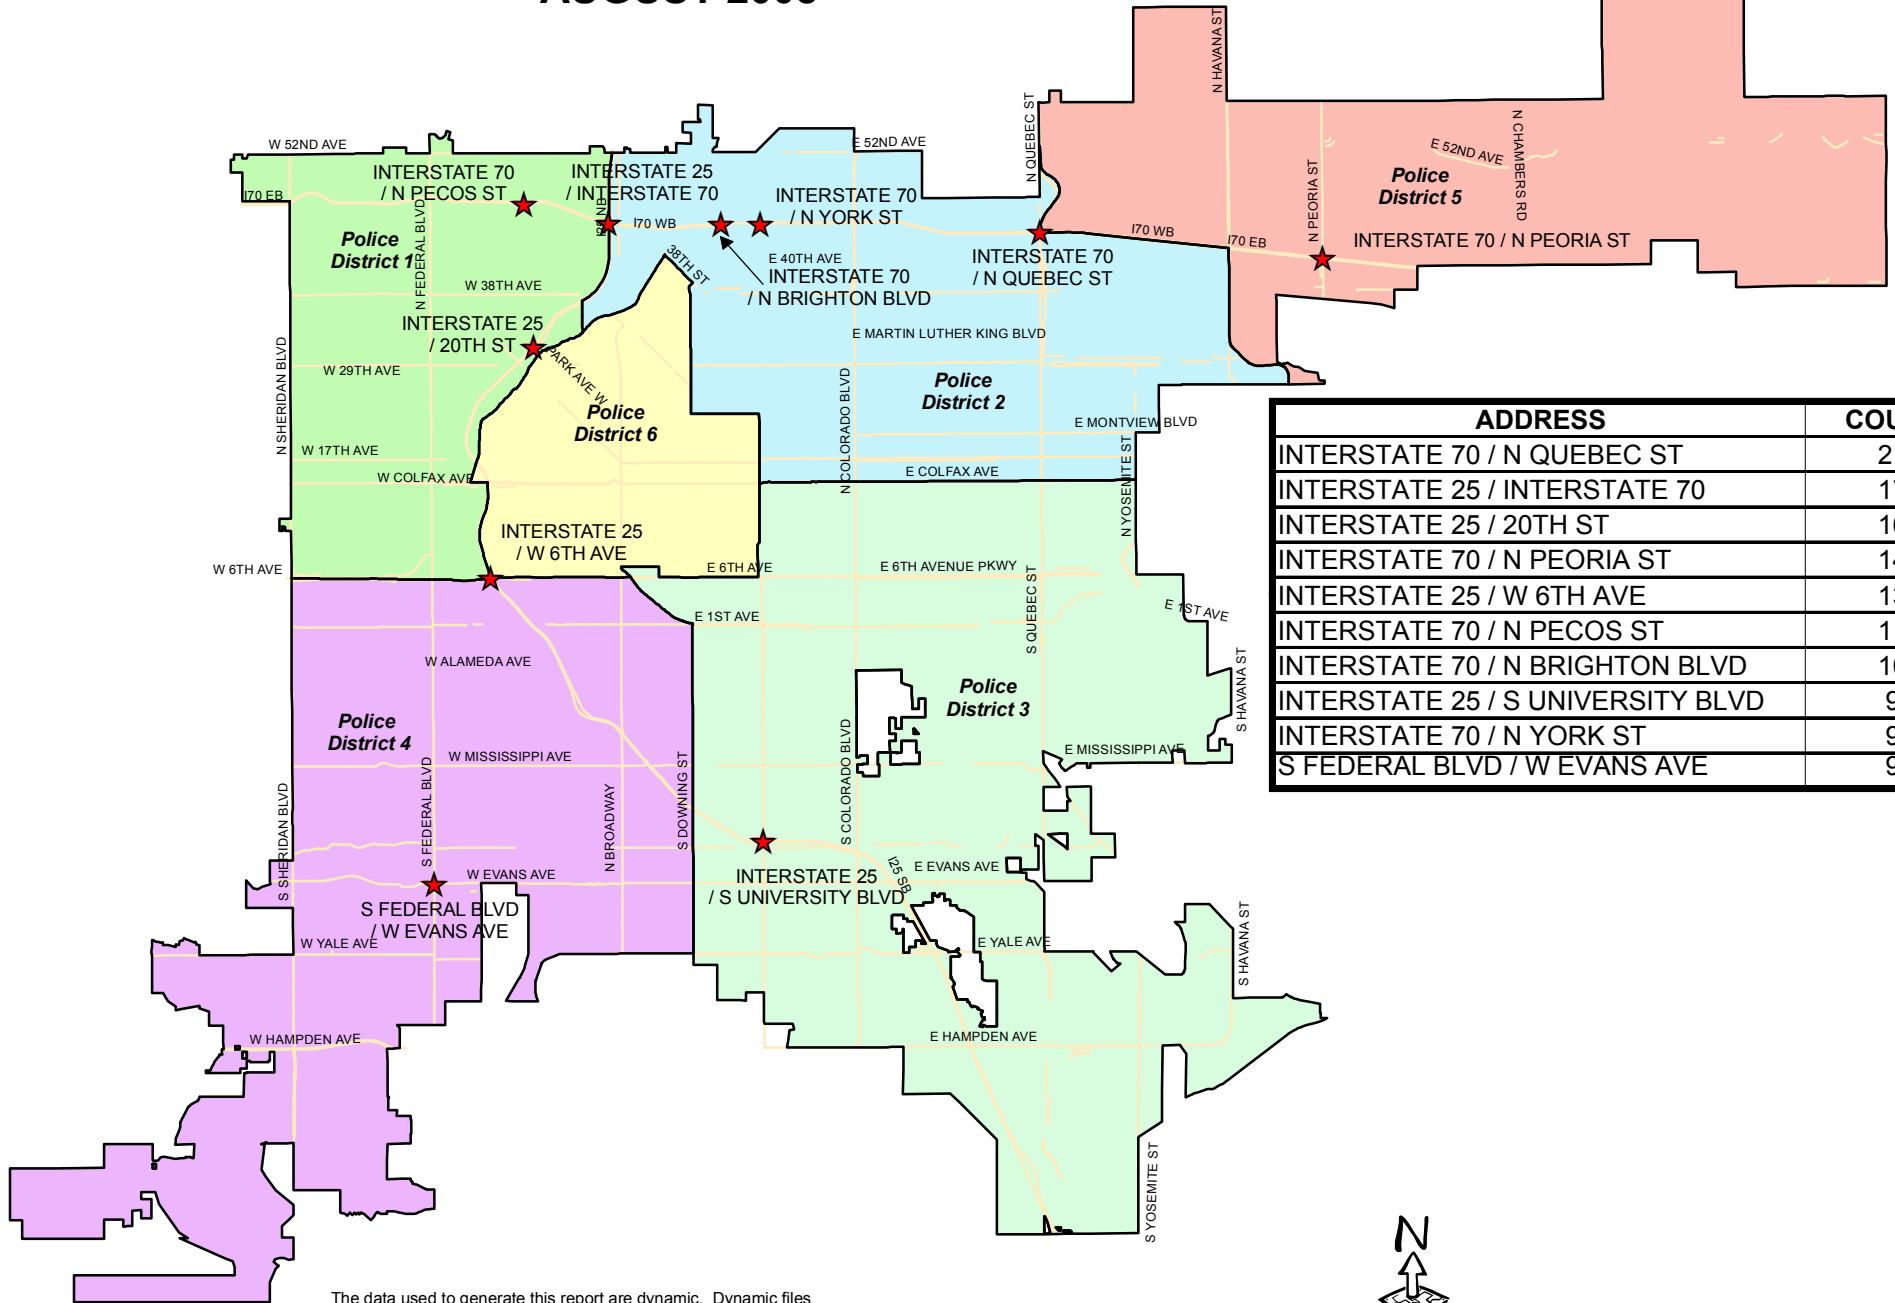 W 52ND AVE
E 52ND AVE
N QUEBEC ST
N HAVANA ST
N CHAMBERS RD
E 52ND AVE
INTERSTATE 70
/ N PECOS ST
INTERSTATE 25
/ INTERSTATE 70
INTERSTATE 70
/ N YORK ST
N PEORIA ST
Police
District 5
I70 EB
I70 WB
I70 WB
I70 EB
INTERSTATE 70 / N PEORIA ST
Police
District 1
N FEDERAL BLVD
38TH ST
E 40TH AVE
INTERSTATE 70
/ N BRIGHTON BLVD
INTERSTATE 70
/ N QUEBEC ST
W 38TH AVE
INTERSTATE 25
/ 20TH ST
E MARTIN LUTHER KING BLVD
N SHERIDAN BLVD
W 29TH AVE
PARK AVE W
Police
District 6
N COLORADO BLVD
Police
District 2
E MONTVIEW BLVD
W 17TH AVE
W COLFAX AVE
E COLFAX AVE
N YOSEMITE ST
ADDRESS
INTERSTATE 70 / N QUEBEC ST
INTERSTATE 25 / INTERSTATE 70
INTERSTATE 25 / 20TH ST
INTERSTATE 70 / N PEORIA ST
INTERSTATE 25 / W 6TH AVE
INTERSTATE 70 / N PECOS ST
INTERSTATE 70 / N BRIGHTON BLVD
INTERSTATE 25 / S UNIVERSITY BLVD
INTERSTATE 70 / N YORK ST
S FEDERAL BLVD / W EVANS AVE
INTERSTATE 25
/ W 6TH AVE
W 6TH AVE
E 6TH AVE
E 6TH AVENUE PKWY
S QUEBEC ST
E 1ST AVE
E 1ST AVE
W ALAMEDA AVE
S HAVANA ST
Police
District 3
Police
District 4
S COLORADO BLVD
W MISSISSIPPI AVE
E MISSISSIPPI AVE
S DOWNING ST
S FEDERAL BLVD
S SHERIDAN BLVD
N BROADWAY
W EVANS AVE
I25 SB
E EVANS AVE
INTERSTATE 25
/ S UNIVERSITY BLVD
S FEDERAL BLVD
/ W EVANS AVE
W YALE AVE
E YALE AVE
S HAVANA ST
W HAMPDEN AVE
E HAMPDEN AVE
S YOSEMITE ST
N
The data used to generate this report are dynamic. Dynamic files